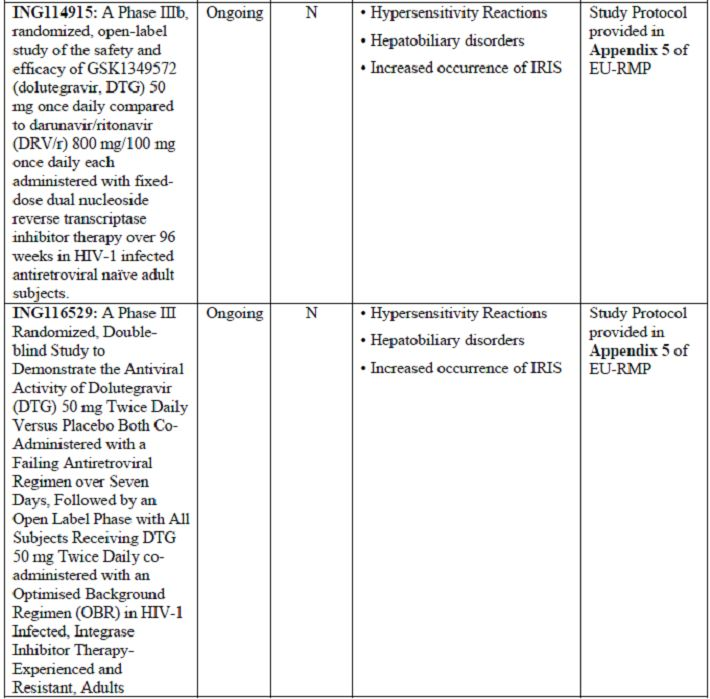 ING114915: A Phase IIIb,
randomized, open-label
study of the safety and
efficacy of GSK1349572
(dolutegravir, DTG) 50
mg once daily compared
to darunavir/ritonavir
(DRV/r) 800 mg/100 mg
once daily each
administered with fixed-
dose dual nucleoside
reverse transcriptase
inhibitor therapy over 96
weeks in HIV-1 infected
antiretroviral naïve adult
subjects.
Ongoing
N
• Hypersensitivity Reactions
• Hepatobiliary disorders
• Increased occurrence of IRIS
Study Protocol
provided in
Appendix 5 of
EU-RMP
ING116529: A Phase III
Randomized, Double-
blind Study to
Demonstrate the Antiviral
Activity of Dolutegravir
(DTG) 50 mg Twice Daily
Versus Placebo Both Co-
Administered with a
Failing Antiretroviral
Regimen over Seven
Days, Followed by an
Open Label Phase with All
Subjects Receiving DTG
50 mg Twice Daily co-
administered with an
Optimised Background
Regimen (OBR) in HIV-1
Infected, Integrase
Inhibitor Therapy-
Experienced and
Resistant, Adults
Ongoing
N
• Hypersensitivity Reactions
• Hepatobiliary disorders
• Increased occurrence of IRIS
Study Protocol
provided in
Appendix 5 of
EU-RMP